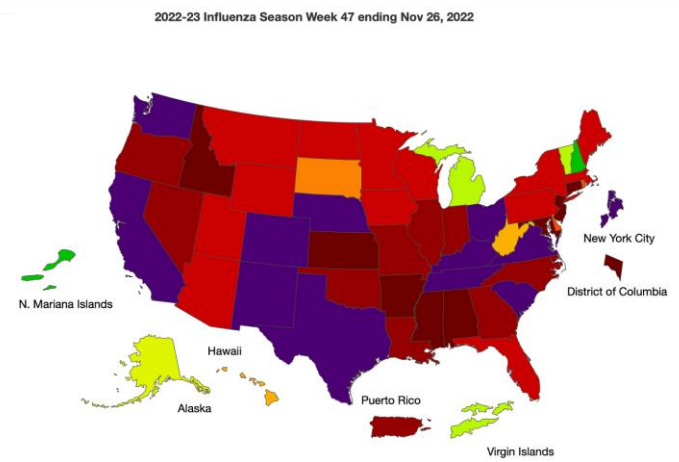 2022-23 Influenza Season Week 47 ending Nov 26, 2022
New York City
District of Columbia
N. Mariana Islands
Hawaii
Alaska
Puerto Rico
Virgin Islands